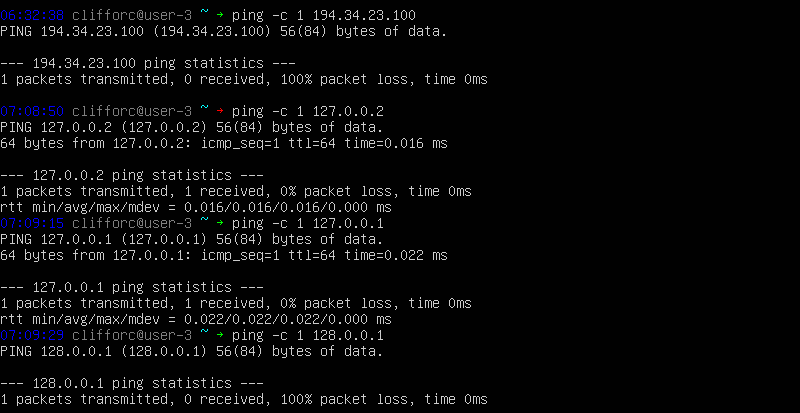 06:32:38 clifforc@user-3 ~ → ping -c 1 194.34.23.100
PING 194.34.23.100 (194.34.23.100) 56(84) bytes of data.
--- 194.34.23.100 ping statistics ---
1 packets transmitted, 0 received, 100% packet loss, time 0ms
07:08:50 clifforc@user-3 ~ → ping -c 1 127.0.0.2
PING 127.0.0.2 (127.0.0.2) 56(84) bytes of data.
64 bytes from 127.0.0.2: icmp_seq=1 ttl=64 time=0.016 ms
--- 127.0.0.2 ping statistics ---
1 packets transmitted, 1 received, 0% packet loss, time 0ms
rtt min/avg/max/mdev = 0.016/0.016/0.016/0.000 ms
07:09:15 clifforc@user-3 ~ → ping -c 1 127.0.0.1
PING 127.0.0.1 (127.0.0.1) 56(84) bytes of data.
64 bytes from 127.0.0.1: icmp_seq=1 ttl=64 time=0.022 ms
--- 127.0.0.1 ping statistics ---
1 packets transmitted, 1 received, 0% packet loss, time 0ms
rtt min/avg/max/mdev = 0.022/0.022/0.022/0.000 ms
07:09:29 clifforc@user-3 ~ → ping -c 1 128.0.0.1
PING 128.0.0.1 (128.0.0.1) 56(84) bytes of data.
--- 128.0.0.1 ping statistics ---
1 packets transmitted, 0 received, 100% packet loss, time 0ms